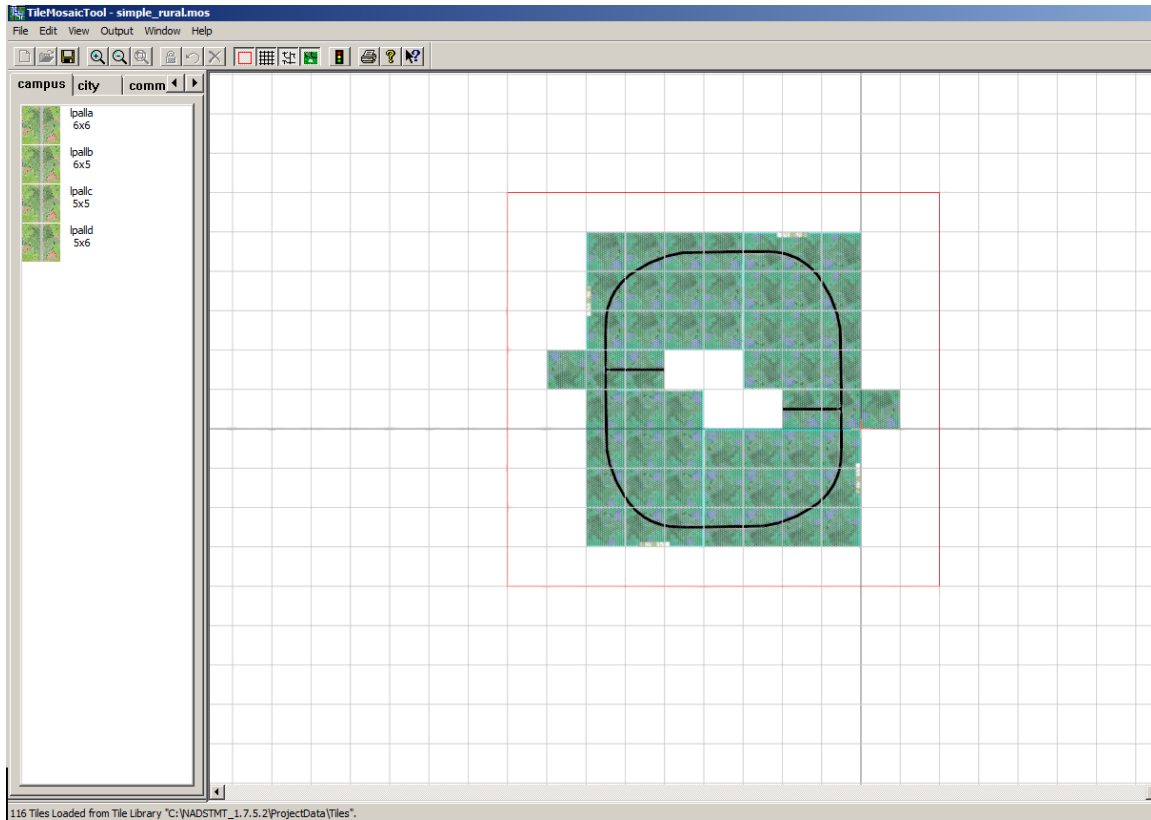 TileMosaicTool - simple_rural.mos
File Edit View Output Window Help
campus city comm
lpalla
6x6
lpallb
6x5
lpallc
5x5
lpalld
5x6
116 Tiles Loaded from Tile Library "C:\NADSTMT_1.7.5.2\ProjectData\Tiles".